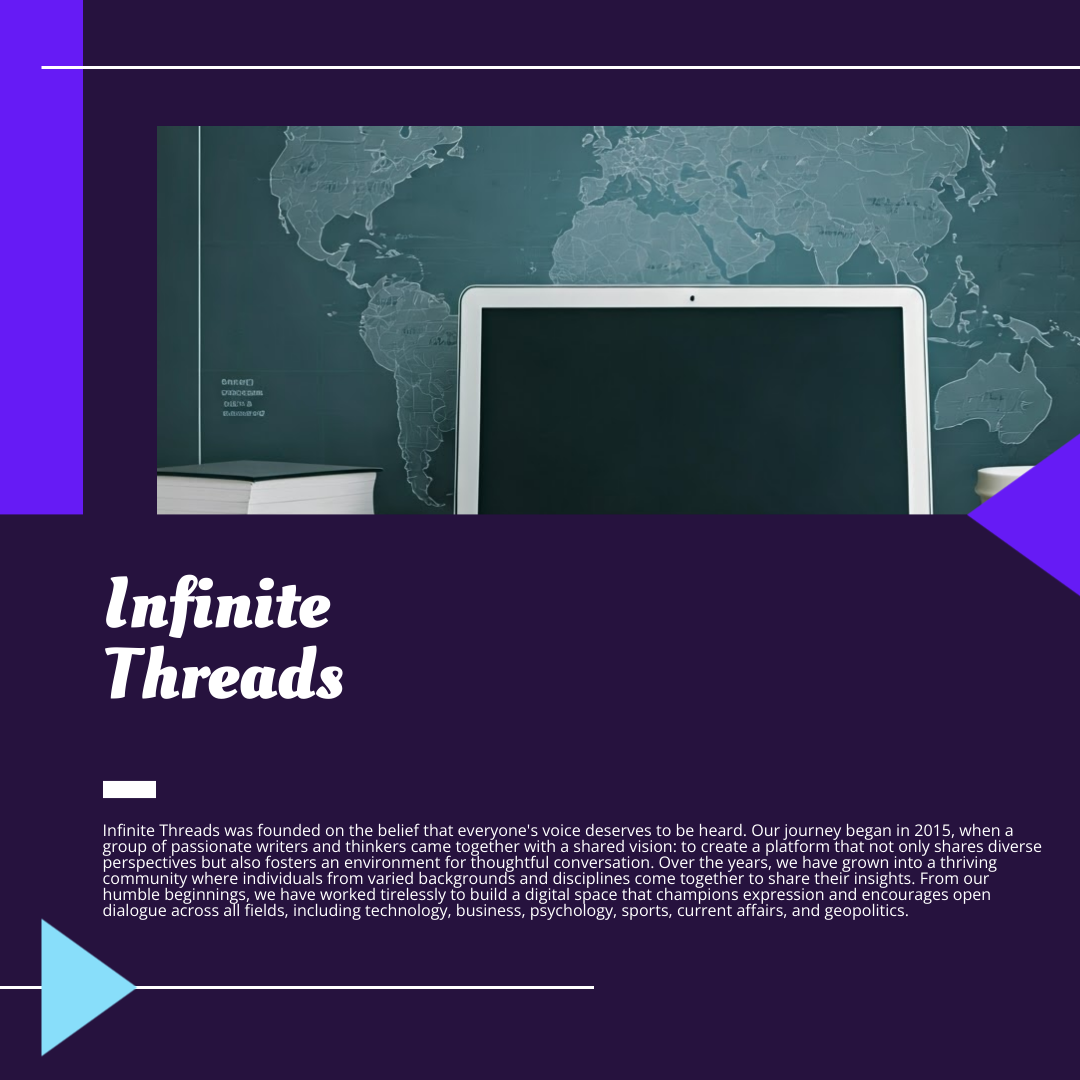 Infinite
Threads
Infinite Threads was founded on the belief that everyone's voice deserves to be heard. Our journey began in 2015, when a
group of passionate writers and thinkers came together with a shared vision: to create a platform that not only shares diverse
perspectives but also fosters an environment for thoughtful conversation. Over the years, we have grown into a thriving
community where individuals from varied backgrounds and disciplines come together to share their insights. From our
humble beginnings, we have worked tirelessly to build a digital space that champions expression and encourages open
dialogue across all fields, including technology, business, psychology, sports, current affairs, and geopolitics.